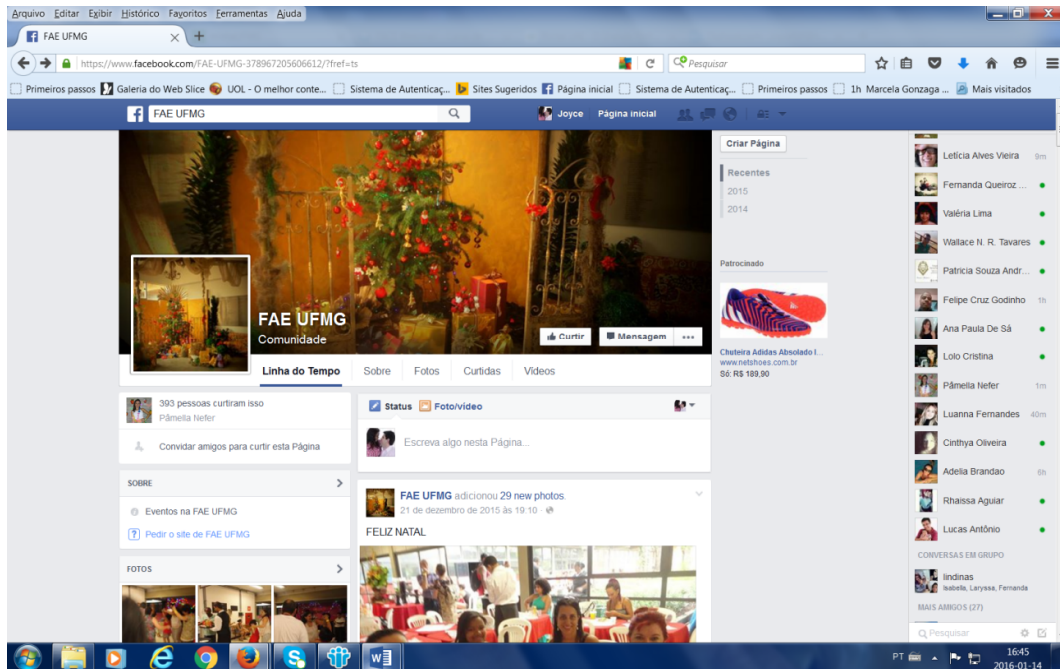 Arquivo Editar Exibir Histórico Favoritos Ferramentas Ajuda
FAE UFMG
https://www.facebook.com/FAE-UFMG-378967205606612/?fref=ts
Pesquisar
Primeiros passos Galeria do Web Slice UOL - O melhor conte... Sistema de Autenticaç... Sites Sugeridos Página inicial Sistema de Autenticaç... Primeiros passos 1h Marcela Gonzaga ... Mais visitados
FAE UFMG
Joyce Página inicial
FAE UFMG
Comunidade
Curtir Mensagem
Linha do Tempo Sobre Fotos Curtidas Vídeos
393 pessoas curtiram isso
Pâmella Nefer
Convidar amigos para curtir esta Página
SOBRE
Eventos na FAE UFMG
Pedir o site de FAE UFMG
FOTOS
Status Foto/vídeo
Escreva algo nesta Página...
FAE UFMG adicionou 29 new photos.
21 de dezembro de 2015 às 19:10
FELIZ NATAL
Criar Página
Recentes
2015
2014
Patrocinado
Chuteira Adidas Absolado I...
www.netshoes.com.br
Só: R$ 189,90
Letícia Alves Vieira 9m
Fernanda Queiroz ...
Valéria Lima
Wallace N. R. Tavares
Patricia Souza Andr...
Felipe Cruz Godinho 1h
Ana Paula De Sá
Lolo Cristina
Pâmella Nefer 1m
Luanna Fernandes 40m
Cinthya Oliveira
Adelia Brandao 6h
Rhaissa Aguiar
Lucas Antônio
CONVERSAS EM GRUPO
lindinas
Isabella, Laryssa, Fernanda
MAIS AMIGOS (27)
Pesquisar
PT
16:45
2016-01-14